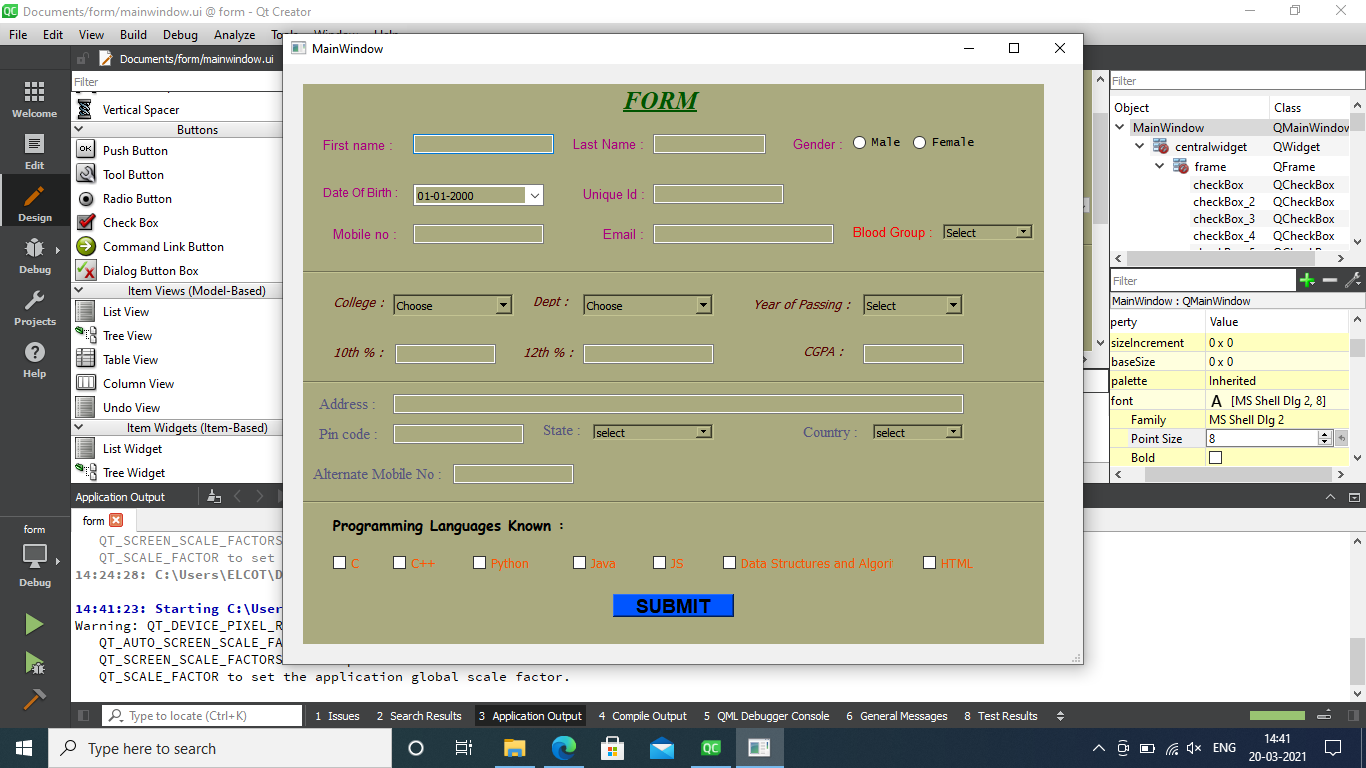 Documents/form/mainwindow.ui @ form - Qt Creator
File Edit View Build Debug Analyze
Documents/form/mainwindow.ui
MainWindow
Welcome
Edit
Design
Debug
Projects
Help
form
Debug
Filter
Vertical Spacer
Buttons
Push Button
Tool Button
Radio Button
Check Box
Command Link Button
Dialog Button Box
Item Views (Model-Based)
List View
Tree View
Table View
Column View
Undo View
Item Widgets (Item-Based)
List Widget
Tree Widget
FORM
First name : Last Name : Gender : Male Female
Date Of Birth : 01-01-2000 Unique Id :
Mobile no : Email : Blood Group : Select
College : Choose Dept : Choose Year of Passing : Select
10th % : 12th % : CGPA :
Address :
Pin code : State : select Country : select
Alternate Mobile No :
Programming Languages Known :
C C++ Python Java JS Data Structures and Algori HTML
SUBMIT
Filter
Object Class
MainWindow QMainWindow
centralwidget QWidget
frame QFrame
checkBox QCheckBox
checkBox_2 QCheckBox
checkBox_3 QCheckBox
checkBox_4 QCheckBox
Filter
MainWindow : QMainWindow
perty Value
sizeIncrement 0 x 0
baseSize 0 x 0
palette Inherited
font A [MS Shell Dlg 2, 8]
Family MS Shell Dlg 2
Point Size 8
Bold
Application Output
form
QT_SCREEN_SCALE_FACTORS
QT_SCALE_FACTOR to set
14:24:28: C:\Users\ELCOT\D
14:41:23: Starting C:\User
Warning: QT_DEVICE_PIXEL_R
QT_AUTO_SCREEN_SCALE_FA
QT_SCREEN_SCALE_FACTORS
QT_SCALE_FACTOR to set the application global scale factor.
Type to locate (Ctrl+K) 1 Issues 2 Search Results 3 Application Output 4 Compile Output 5 QML Debugger Console 6 General Messages 8 Test Results
Type here to search
ENG
14:41
20-03-2021